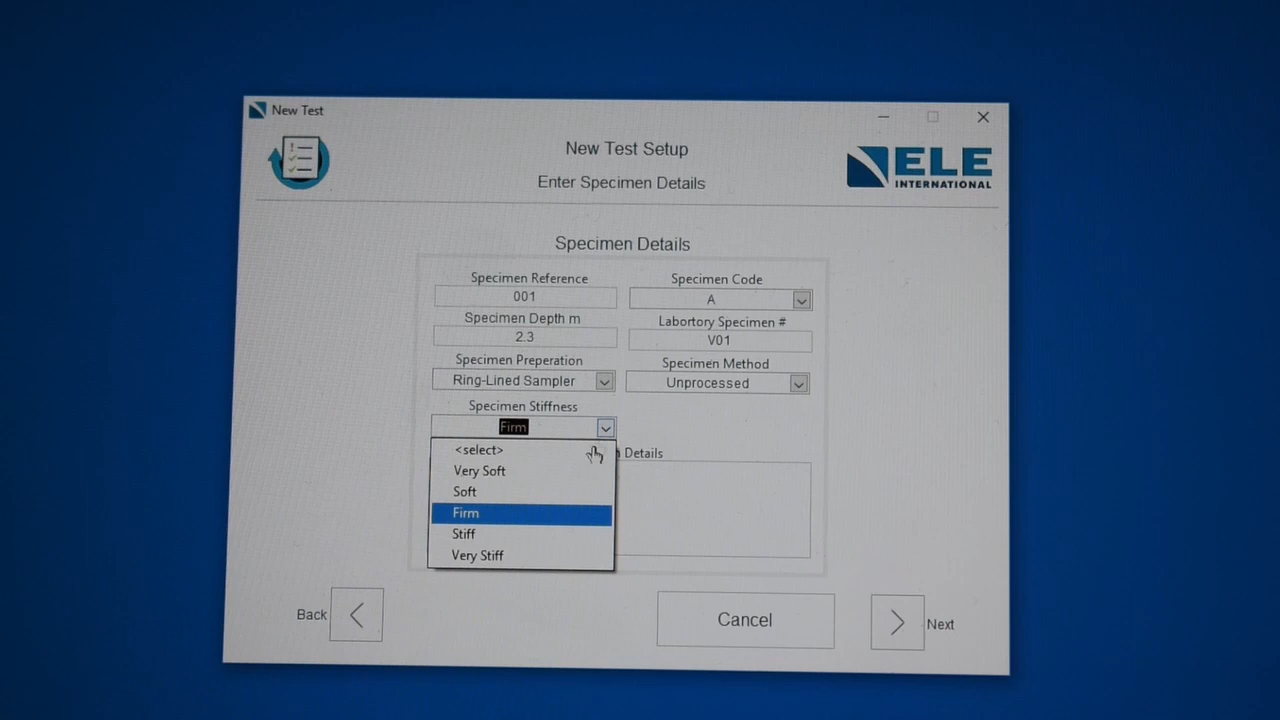 New Test
New Test Setup
Enter Specimen Details
ELE
INTERNATIONAL
Specimen Details
Specimen Reference
Specimen Code
001
A
Specimen Depth m
Labortory Specimen #
2.3
V01
Specimen Preperation
Specimen Method
Ring-Lined Sampler
Unprocessed
Specimen Stiffness
Firm
<select>
Details
Very Soft
Soft
Firm
Stiff
Very Stiff
Back
Cancel
Next